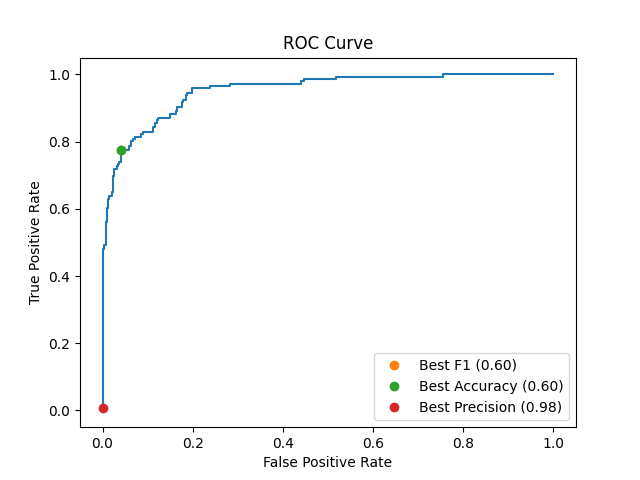 ROC Curve
True Positive Rate
1.0
0.8
0.6
0.4
0.2
0.0
0.0 0.2 0.4 0.6 0.8 1.0
False Positive Rate
Best F1 (0.60)
Best Accuracy (0.60)
Best Precision (0.98)